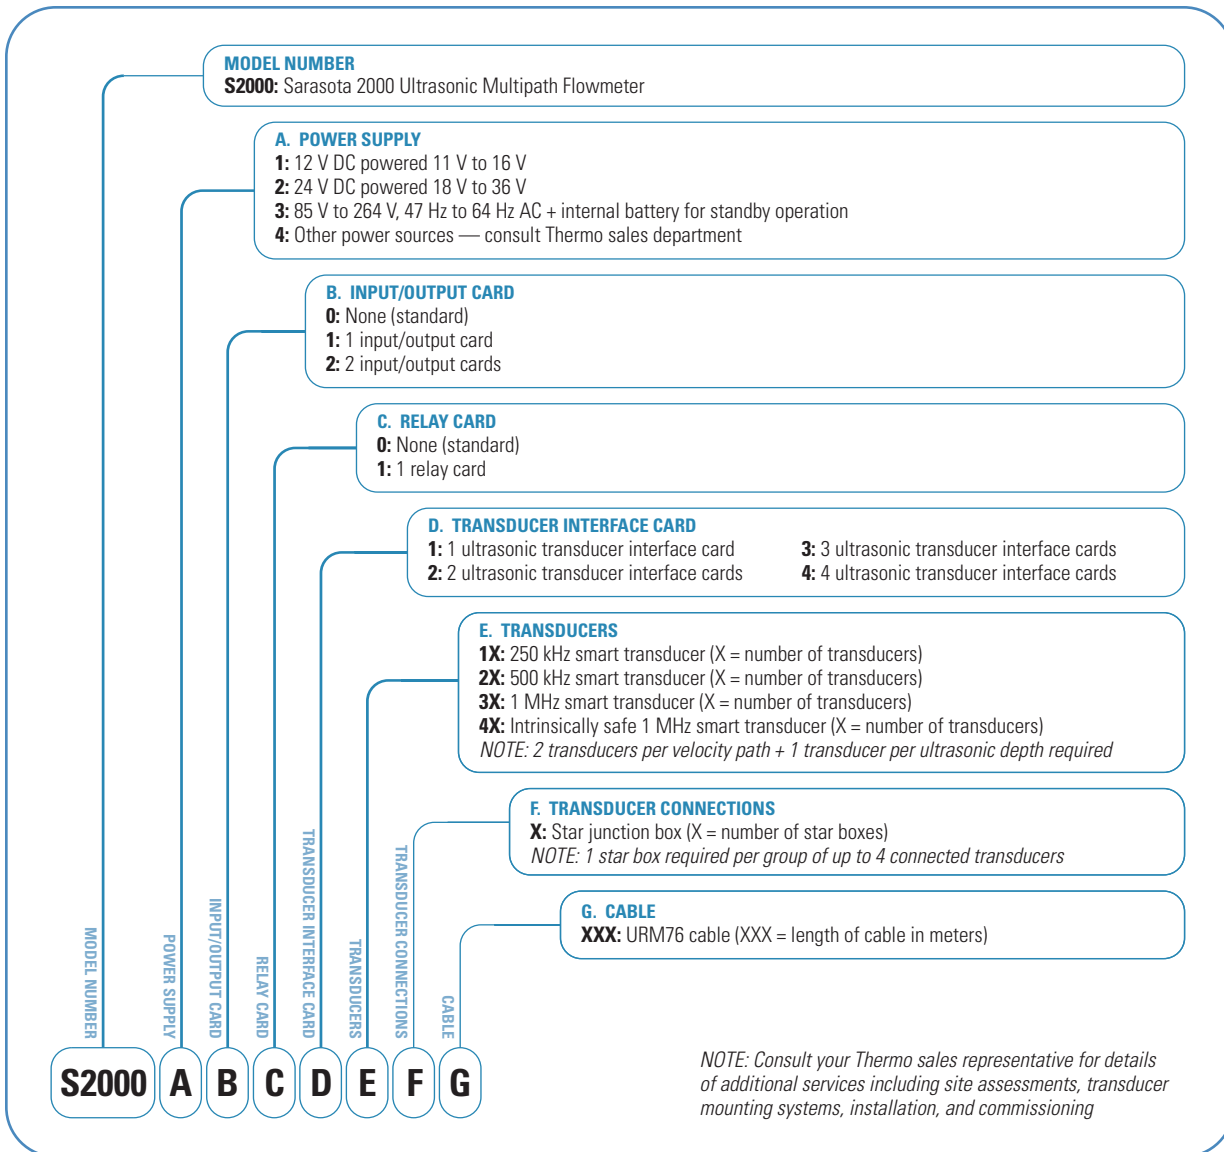 MODEL NUMBER
S2000: Sarasota 2000 Ultrasonic Multipath Flowmeter
A. POWER SUPPLY
1: 12 V DC powered 11 V to 16 V
2: 24 V DC powered 18 V to 36 V
3: 85 V to 264 V, 47 Hz to 64 Hz AC + internal battery for standby operation
4: Other power sources — consult Thermo sales department
B. INPUT/OUTPUT CARD
0: None (standard)
1: 1 input/output card
2: 2 input/output cards
C. RELAY CARD
0: None (standard)
1: 1 relay card
D. TRANSDUCER INTERFACE CARD
1: 1 ultrasonic transducer interface card
2: 2 ultrasonic transducer interface cards
3: 3 ultrasonic transducer interface cards
4: 4 ultrasonic transducer interface cards
E. TRANSDUCERS
1X: 250 kHz smart transducer (X = number of transducers)
2X: 500 kHz smart transducer (X = number of transducers)
3X: 1 MHz smart transducer (X = number of transducers)
4X: Intrinsically safe 1 MHz smart transducer (X = number of transducers)
NOTE: 2 transducers per velocity path + 1 transducer per ultrasonic depth required
F. TRANSDUCER CONNECTIONS
X: Star junction box (X = number of star boxes)
NOTE: 1 star box required per group of up to 4 connected transducers
G. CABLE
XXX: URM76 cable (XXX = length of cable in meters)
MODEL NUMBER
POWER SUPPLY
INPUT/OUTPUT CARD
RELAY CARD
TRANSDUCER INTERFACE CARD
TRANSDUCERS
TRANSDUCER CONNECTIONS
CABLE
S2000 A B C D E F G
NOTE: Consult your Thermo sales representative for details
of additional services including site assessments, transducer
mounting systems, installation, and commissioning